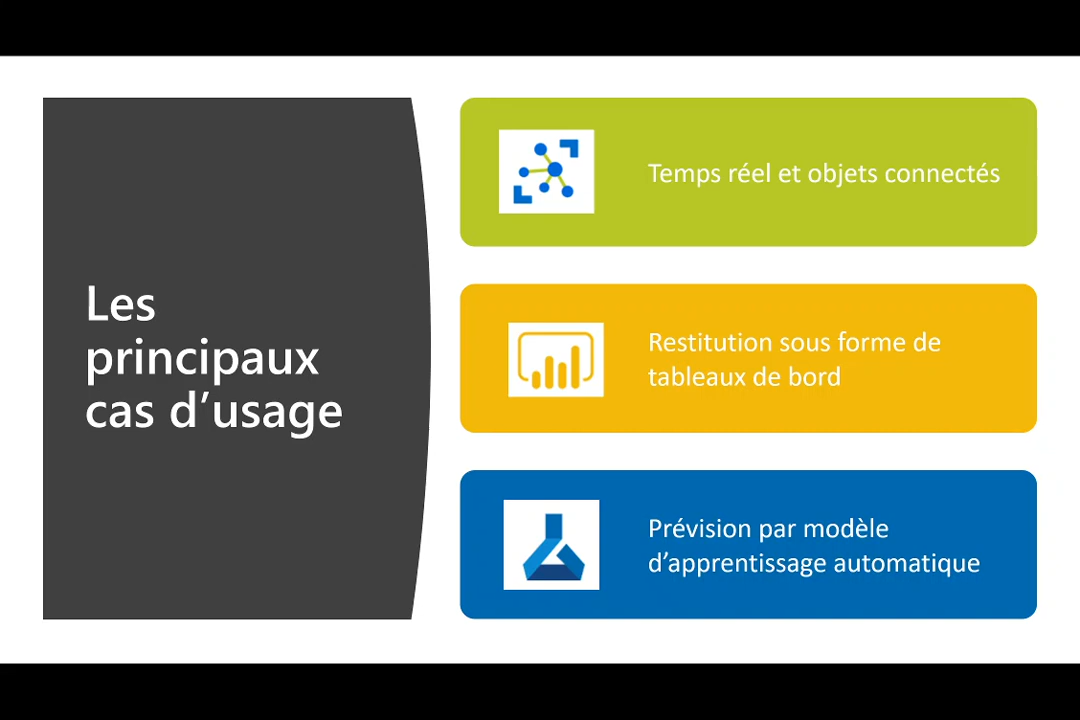 Les
principaux
cas d’usage
Temps réel et objets connectés
Restitution sous forme de
tableaux de bord
Prévision par modèle
d’apprentissage automatique